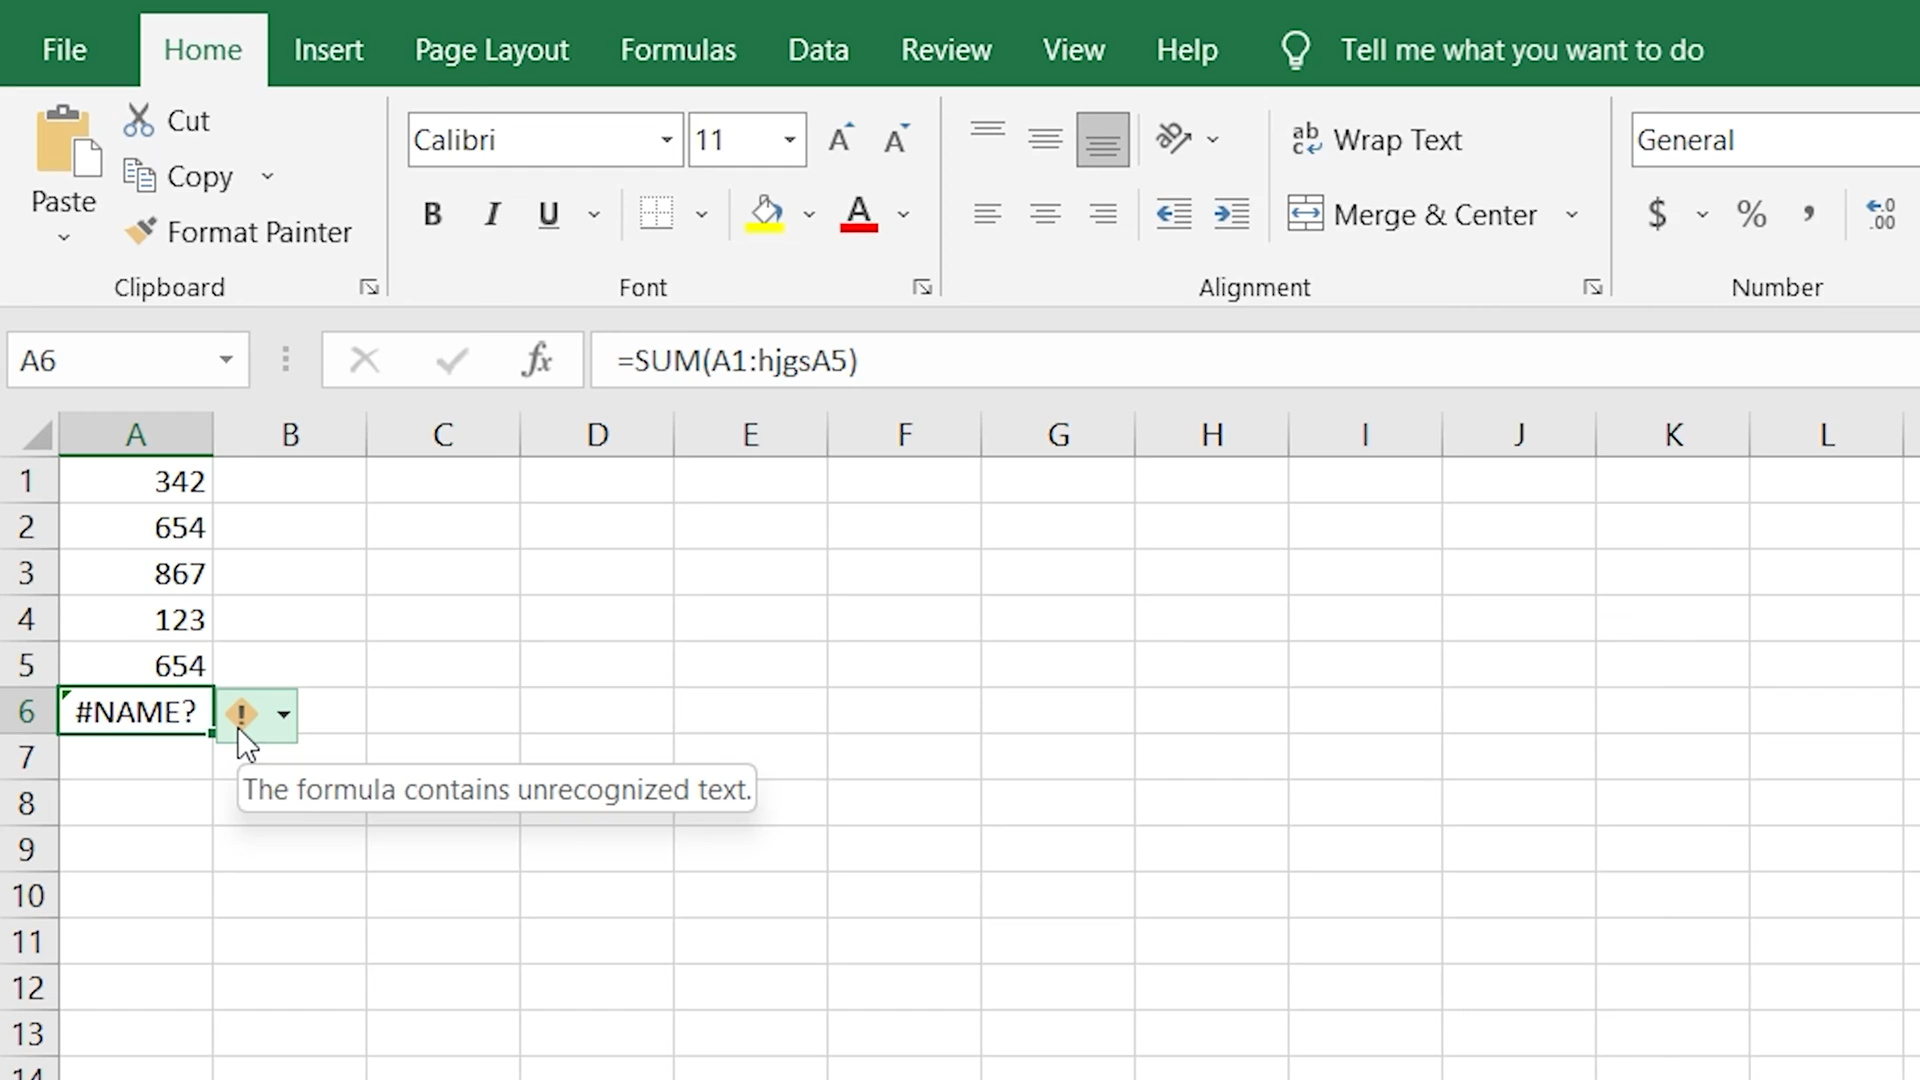 File Home Insert Page Layout Formulas Data Review View Help Tell me what you want to do
Cut
Calibri 11 Wrap Text General
Copy
Paste
B I U A Merge & Center $ % , .00
Format Painter
Clipboard Font Alignment Number
A6 fx =SUM(A1:hjgsA5)
A B C D E F G H I J K L
1 342
2 654
3 867
4 123
5 654
6 #NAME? !
7
The formula contains unrecognized text.
8
9
10
11
12
13
14